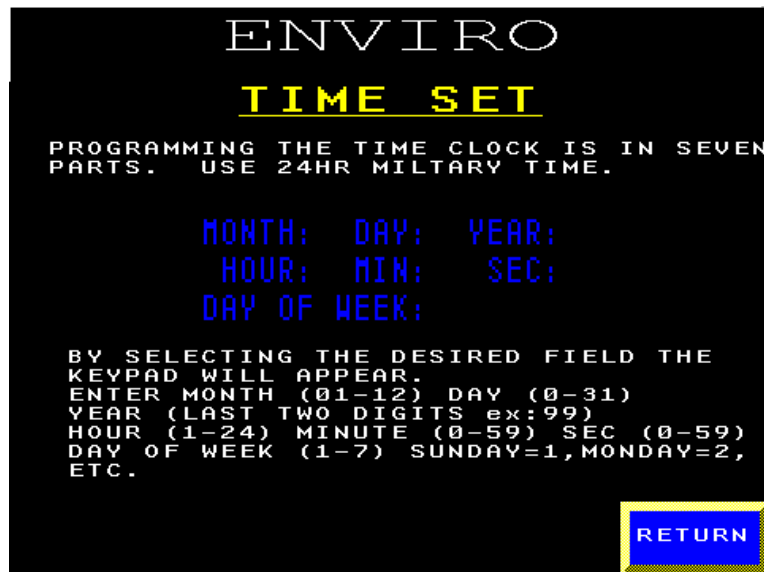 ENVIRO
TIME SET
PROGRAMMING THE TIME CLOCK IS IN SEVEN
PARTS. USE 24HR MILTARY TIME.
MONTH: DAY: YEAR:
HOUR: MIN: SEC:
DAY OF WEEK:
BY SELECTING THE DESIRED FIELD THE
KEYPAD WILL APPEAR.
ENTER MONTH (01-12) DAY (0-31)
YEAR (LAST TWO DIGITS ex:99)
HOUR (1-24) MINUTE (0-59) SEC (0-59)
DAY OF WEEK (1-7) SUNDAY=1,MONDAY=2,
ETC.
RETURN